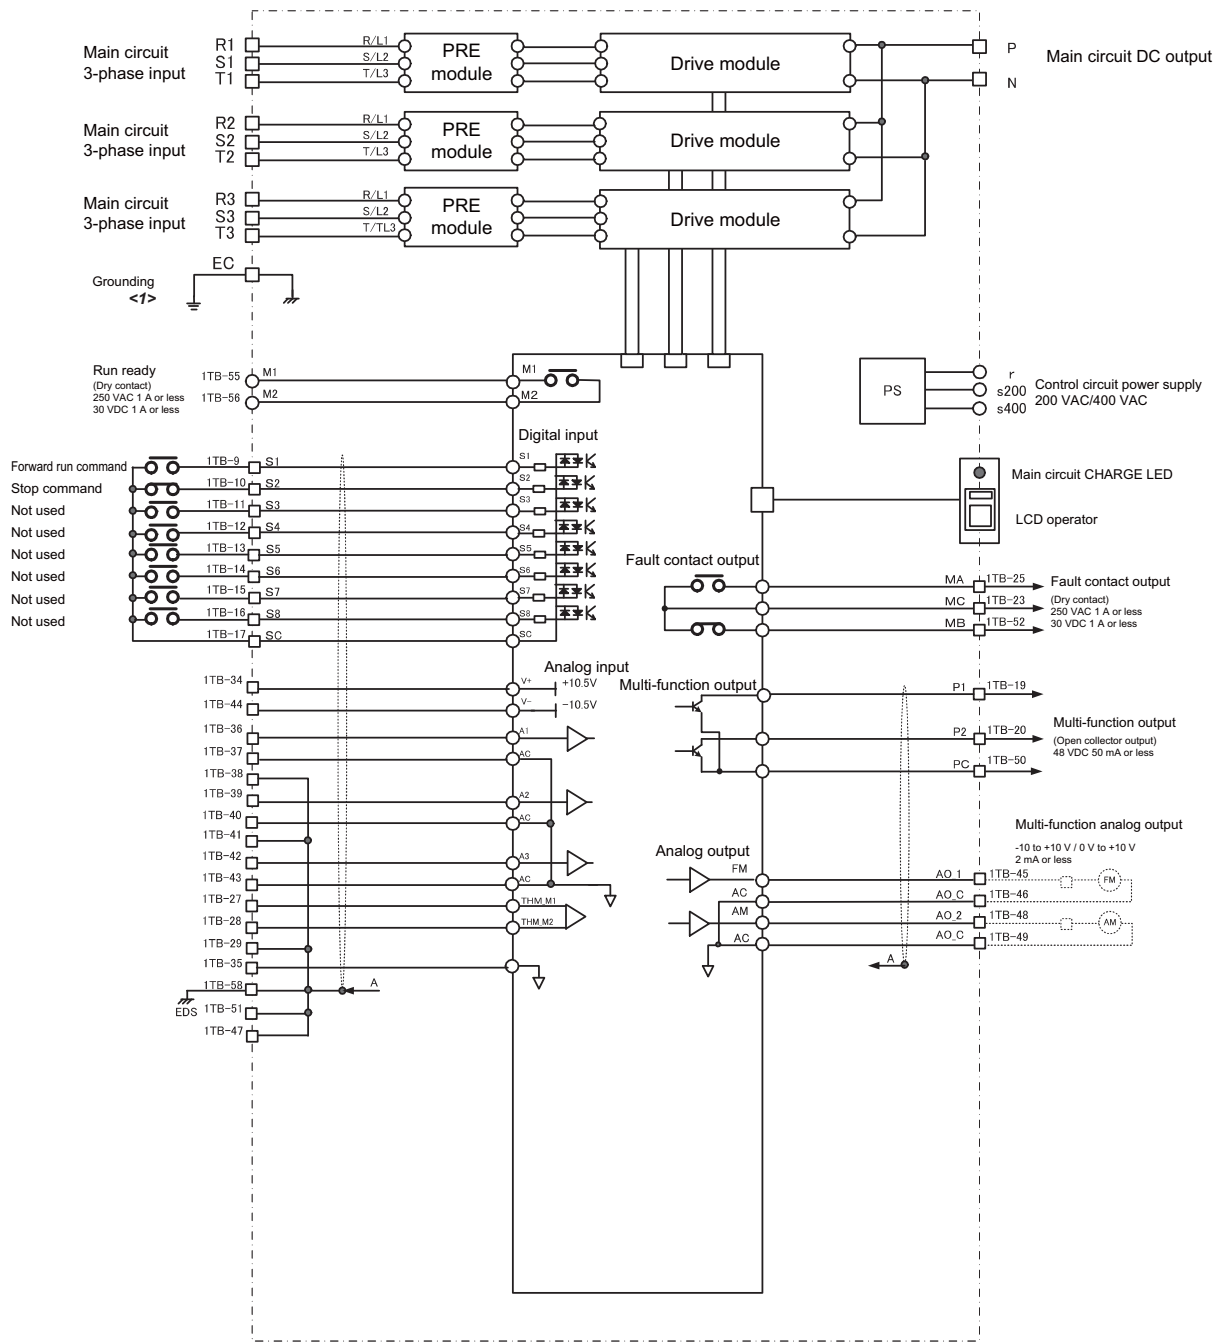 Main circuit
3-phase input
R1
S1
T1
R/L1
S/L2
T/L3
PRE
module
Drive module
P
N
Main circuit DC output
Main circuit
3-phase input
R2
S2
T2
R/L1
S/L2
T/L3
PRE
module
Drive module
Main circuit
3-phase input
R3
S3
T3
R/L1
S/L2
T/TL3
PRE
module
Drive module
EC
Grounding
<1>
Run ready
(Dry contact)
250 VAC 1 A or less
30 VDC 1 A or less
1TB-55 M1
1TB-56 M2
M1
M2
PS
r
s200
s400
Control circuit power supply
200 VAC/400 VAC
Digital input
Forward run command 1TB-9 S1 S1
Stop command 1TB-10 S2 S2
Not used 1TB-11 S3 S3
Not used 1TB-12 S4 S4
Not used 1TB-13 S5 S5
Not used 1TB-14 S6 S6
Not used 1TB-15 S7 S7
Not used 1TB-16 S8 S8
1TB-17 SC SC
Main circuit CHARGE LED
LCD operator
Fault contact output
MA 1TB-25
MC 1TB-23
MB 1TB-52
Fault contact output
(Dry contact)
250 VAC 1 A or less
30 VDC 1 A or less
Analog input
1TB-34 V+ +10.5V
1TB-44 V- -10.5V
1TB-36 A1
1TB-37 AC
1TB-38
1TB-39 A2
1TB-40 AC
1TB-41
1TB-42 A3
1TB-43 AC
1TB-27 THM_M1
1TB-28 THM_M2
1TB-29
1TB-35
1TB-58 A
EDS 1TB-51
1TB-47
Multi-function output
P1 1TB-19
P2 1TB-20
PC 1TB-50
Multi-function output
(Open collector output)
48 VDC 50 mA or less
Multi-function analog output
-10 to +10 V / 0 V to +10 V
2 mA or less
Analog output
FM AO_1 1TB-45 FM
AC AO_C 1TB-46
AM AO_2 1TB-48 AM
AC AO_C 1TB-49
A